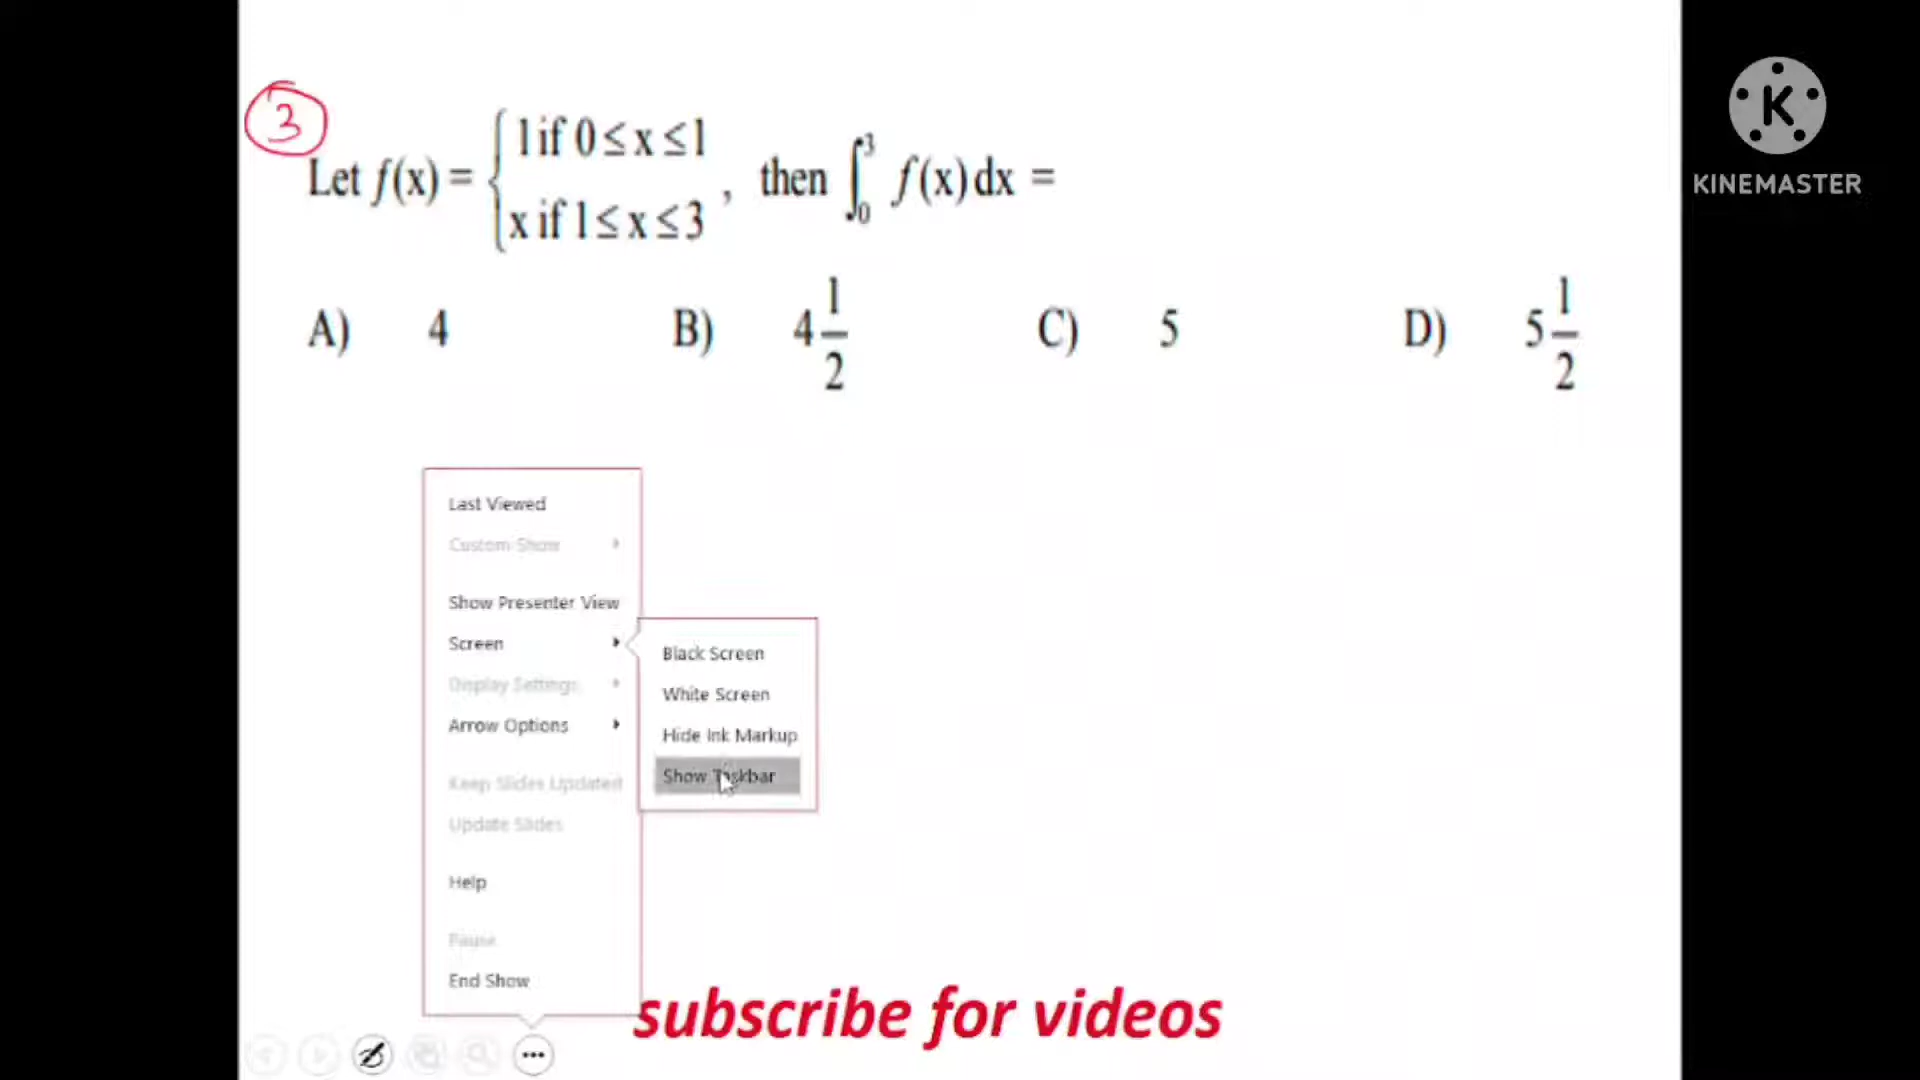 3
Let f(x) = { 1 if 0 ≤ x ≤ 1
x if 1 ≤ x ≤ 3 , then ∫₀³ f(x) dx =
A) 4 B) 4 1/2 C) 5 D) 5 1/2
Last Viewed
Custom Show
Show Presenter View
Screen
Display Settings
Arrow Options
Keep Slides Updated
Update Slides
Help
Pause
End Show
Black Screen
White Screen
Hide Ink Markup
Show Taskbar
subscribe for videos
K
KINEMASTER